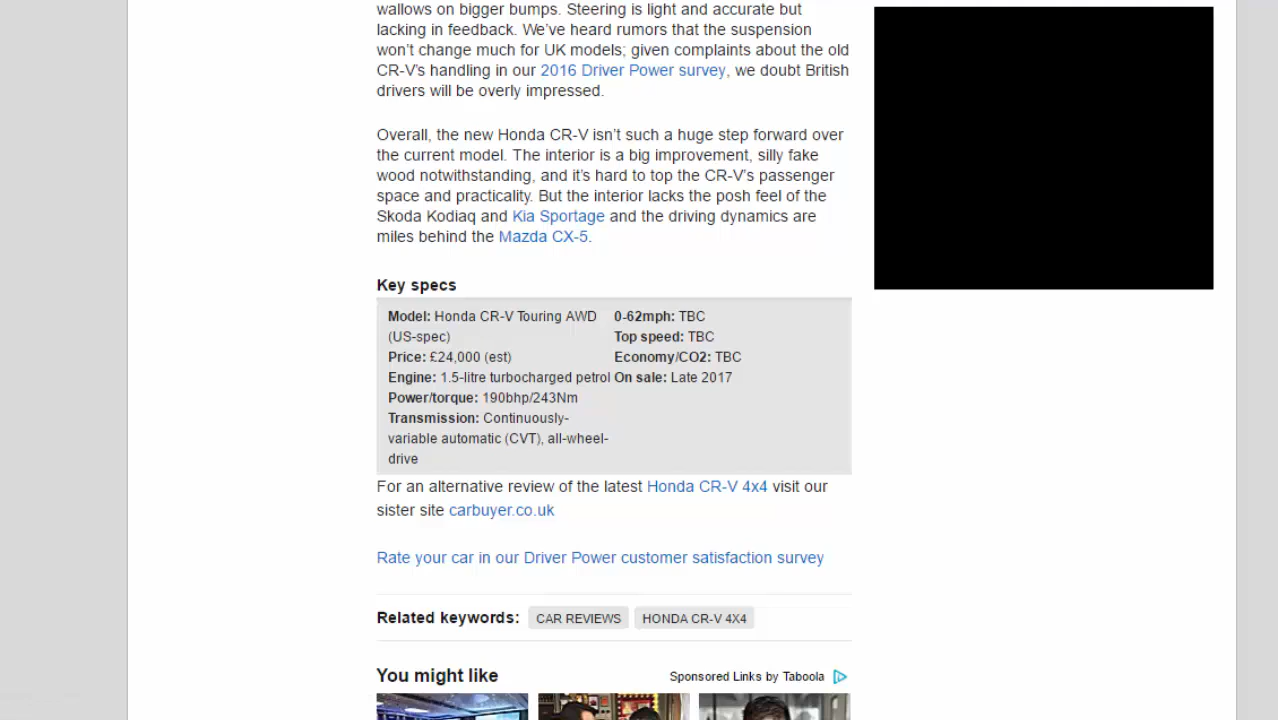 wallows on bigger bumps. Steering is light and accurate but
lacking in feedback. We've heard rumors that the suspension
won't change much for UK models; given complaints about the old
CR-V's handling in our 2016 Driver Power survey, we doubt British
drivers will be overly impressed.
Overall, the new Honda CR-V isn't such a huge step forward over
the current model. The interior is a big improvement, silly fake
wood notwithstanding, and it's hard to top the CR-V's passenger
space and practicality. But the interior lacks the posh feel of the
Skoda Kodiaq and Kia Sportage and the driving dynamics are
miles behind the Mazda CX-5.
Key specs
Model: Honda CR-V Touring AWD
(US-spec)
Price: £24,000 (est)
Engine: 1.5-litre turbocharged petrol
Power/torque: 190bhp/243Nm
Transmission: Continuously-
variable automatic (CVT), all-wheel-
drive
0-62mph: TBC
Top speed: TBC
Economy/CO2: TBC
On sale: Late 2017
For an alternative review of the latest Honda CR-V 4x4 visit our
sister site carbuyer.co.uk
Rate your car in our Driver Power customer satisfaction survey
Related keywords: CAR REVIEWS HONDA CR-V 4X4
You might like Sponsored Links by Taboola